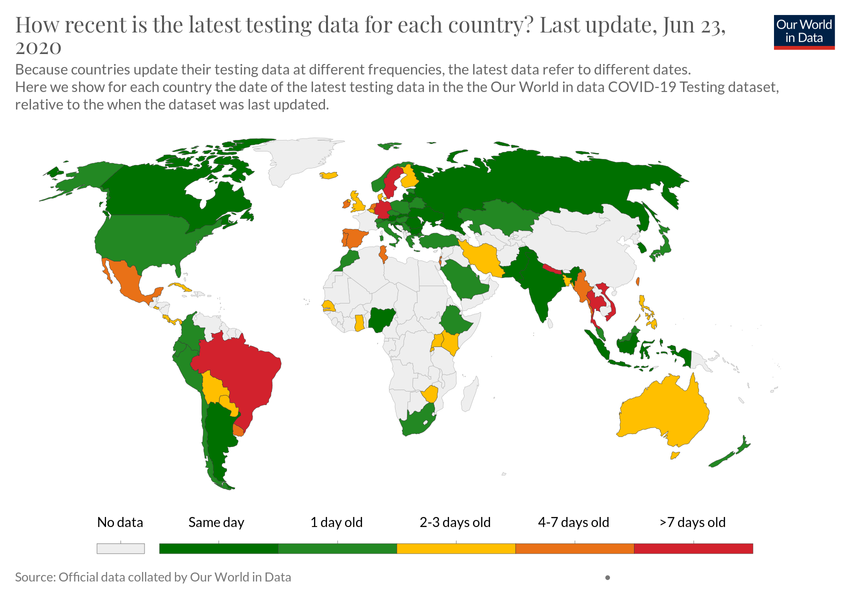 How recent is the latest testing data for each country? Last update, Jun 23,
2020
Our World
in Data
Because countries update their testing data at different frequencies, the latest data refer to different dates.
Here we show for each country the date of the latest testing data in the the Our World in data COVID-19 Testing dataset,
relative to the when the dataset was last updated.
No data
Same day
1 day old
2-3 days old
4-7 days old
>7 days old
Source: Official data collated by Our World in Data